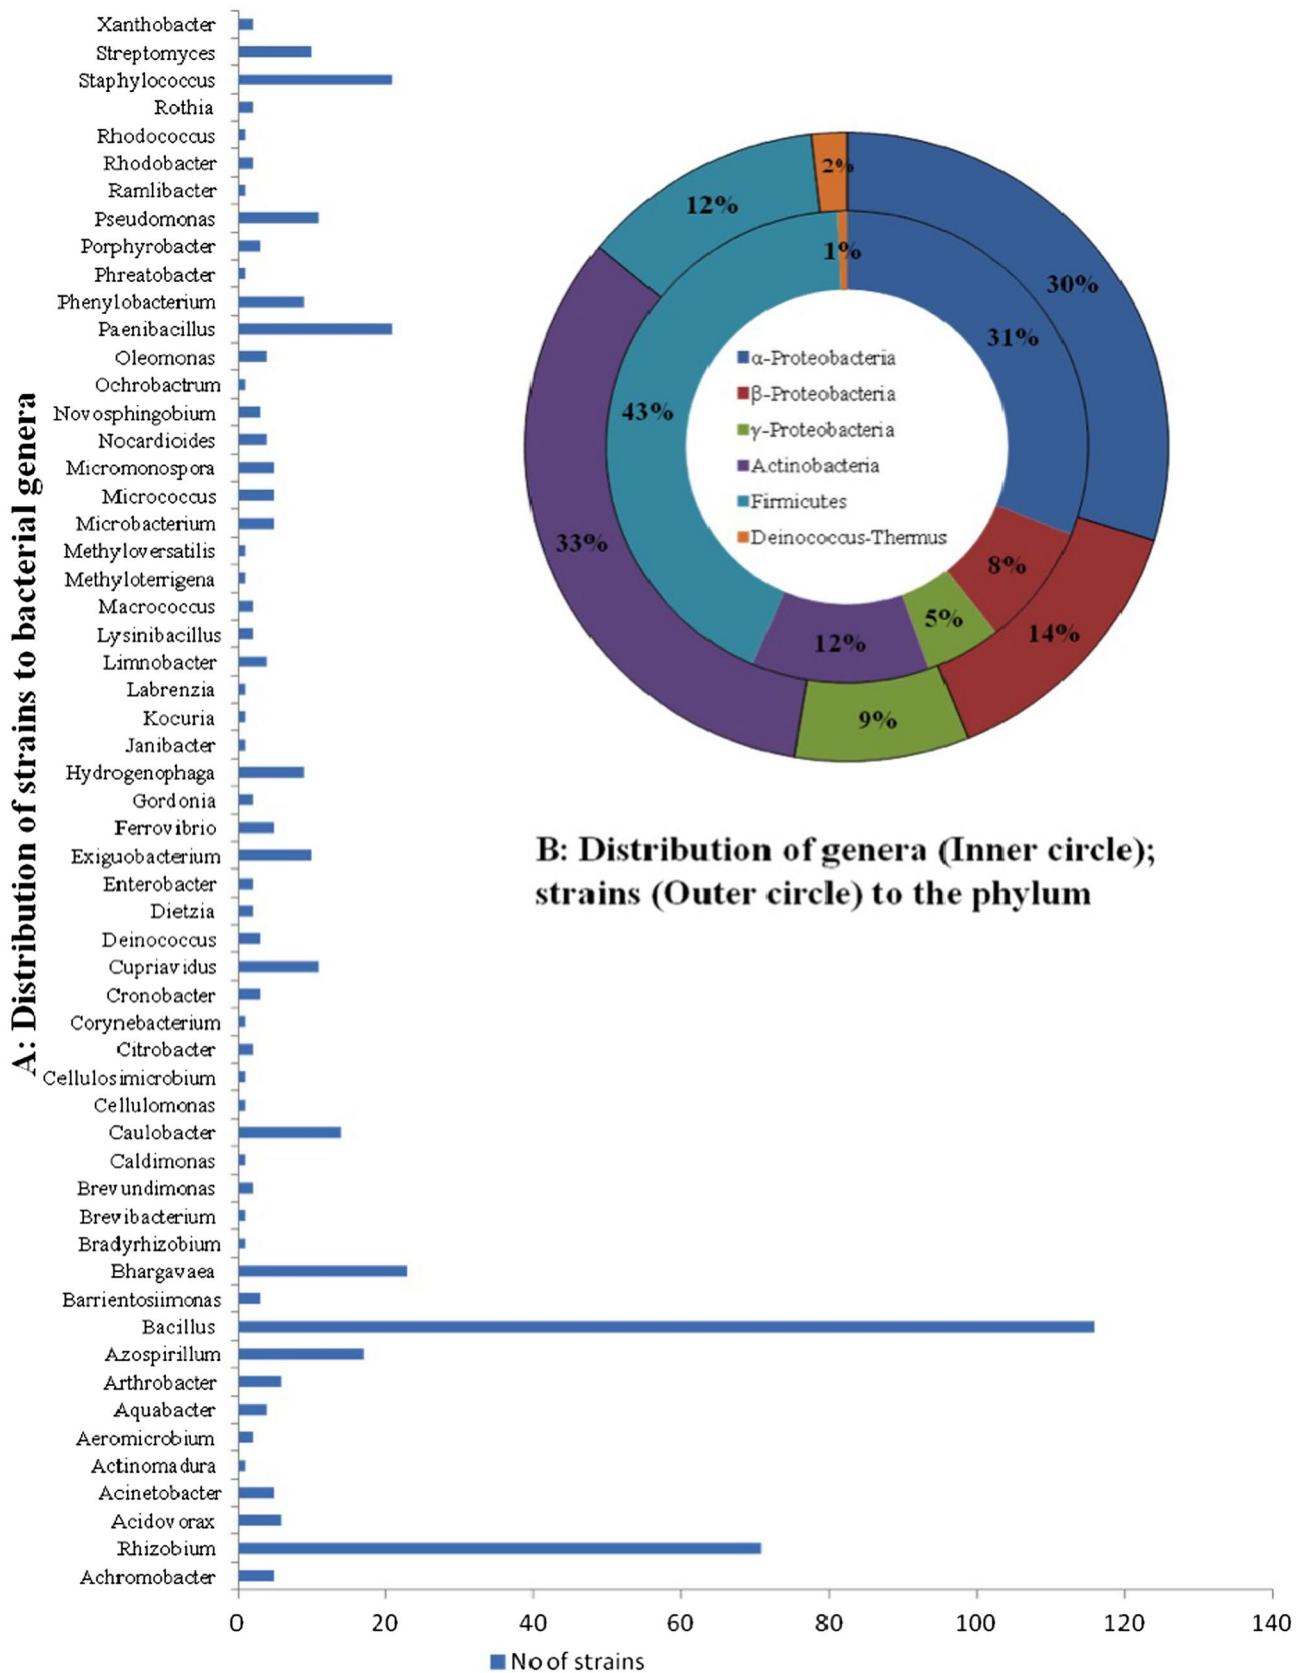 A: Distribution of strains to bacterial genera
Xanthobacter
Streptomyces
Staphylococcus
Rothia
Rhodococcus
Rhodobacter
Ramlibacter
Pseudomonas
Porphyrobacter
Phreatobacter
Phenylobacterium
Paenibacillus
Oleomonas
Ochrobactrum
Novosphingobium
Nocardioides
Micromonospora
Micrococcus
Microbacterium
Methyloversatilis
Methyloterrigena
Macrococcus
Lysinibacillus
Limnobacter
Labrenzia
Kocuria
Janibacter
Hydrogenophaga
Gordonia
Ferrovibrio
Exiguobacterium
Enterobacter
Dietzia
Deinococcus
Cupriavidus
Cronobacter
Corynebacterium
Citrobacter
Cellulosimicrobium
Cellulomonas
Caulobacter
Caldimonas
Brevundimonas
Brevibacterium
Bradyrhizobium
Bhargavaea
Barrientosiimonas
Bacillus
Azospirillum
Arthrobacter
Aquabacter
Aeromicrobium
Actinomadura
Acinetobacter
Acidovorax
Rhizobium
Achromobacter
0 20 40 60 80 100 120 140
No of strains
2%
12%
1%
30%
31%
43%
33%
8%
5%
12%
14%
9%
α-Proteobacteria
β-Proteobacteria
γ-Proteobacteria
Actinobacteria
Firmicutes
Deinococcus-Thermus
B: Distribution of genera (Inner circle);
strains (Outer circle) to the phylum